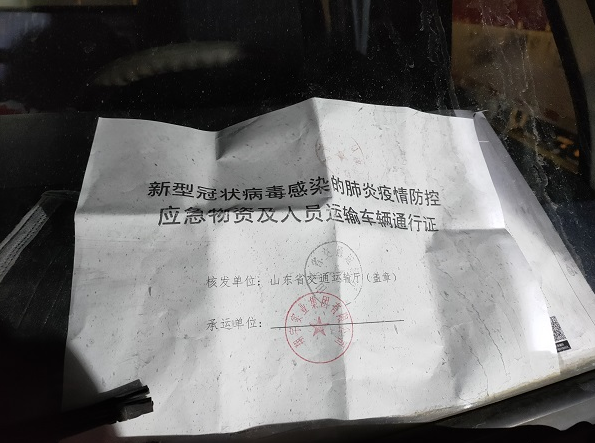 新型冠状病毒感染的肺炎疫情防控
应急物资及人员运输车辆通行证
核发单位：山东省交通运输厅（盖章）
承运单位：